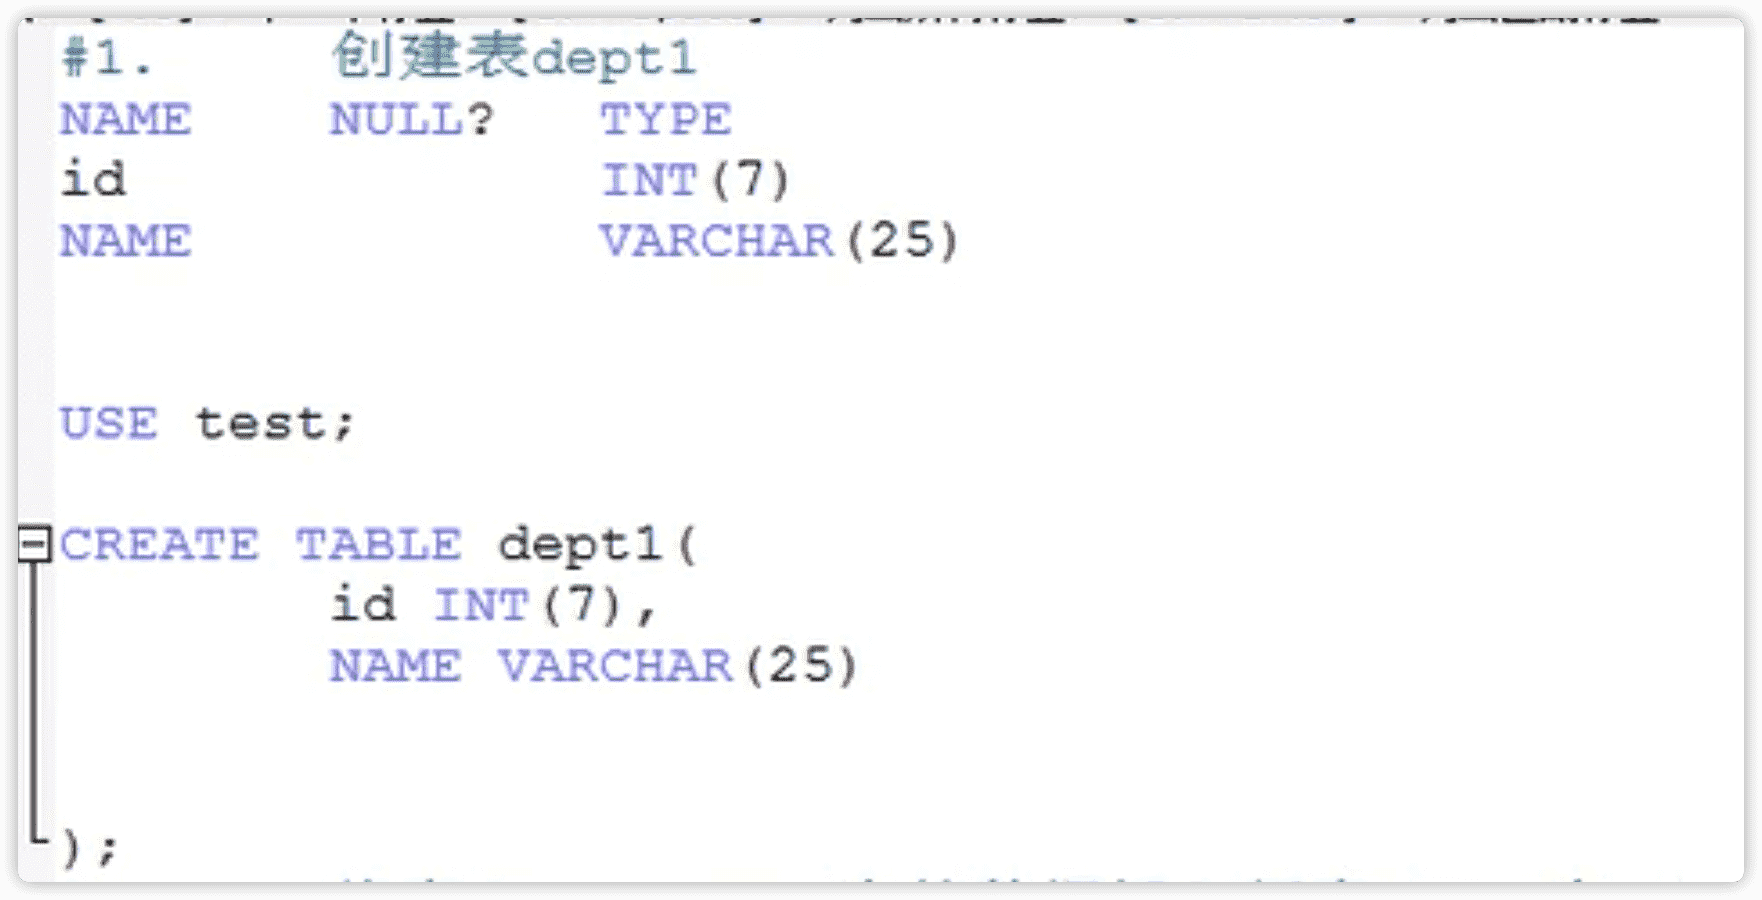 #1. 创建表dept1
NAME NULL? TYPE
id INT(7)
NAME VARCHAR(25)
USE test;
CREATE TABLE dept1(
id INT(7),
NAME VARCHAR(25)
);